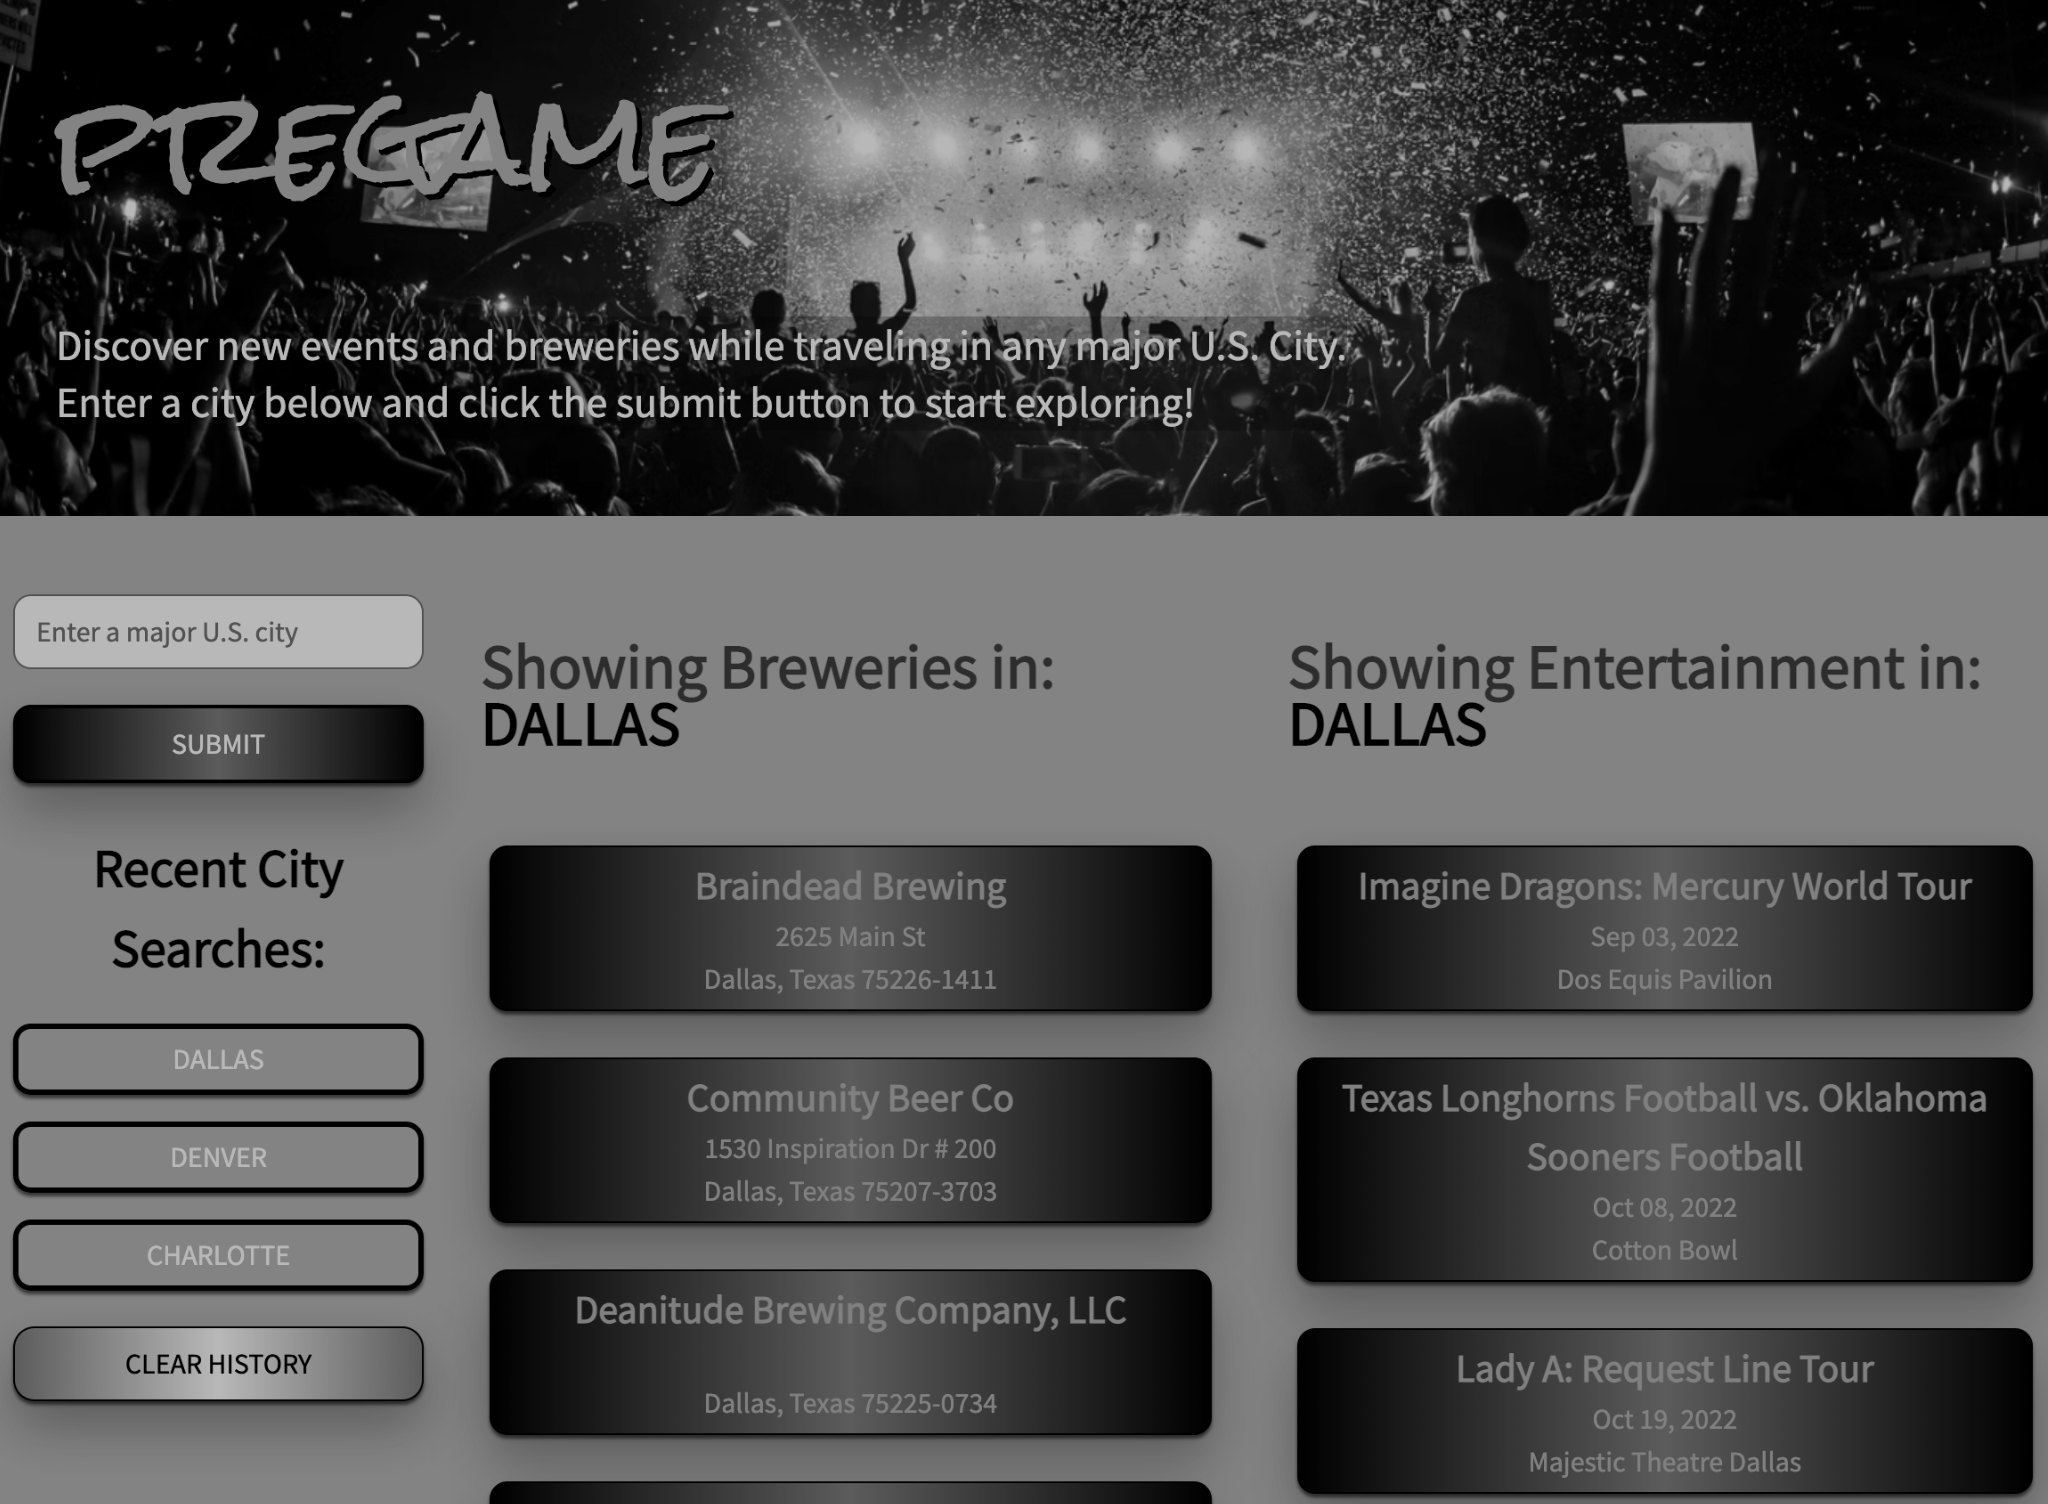 PREGAME
Discover new events and breweries while traveling in any major U.S. City.
Enter a city below and click the submit button to start exploring!
Enter a major U.S. city
SUBMIT
Recent City
Searches:
DALLAS
DENVER
CHARLOTTE
CLEAR HISTORY
Showing Breweries in:
DALLAS
Braindead Brewing
2625 Main St
Dallas, Texas 75226-1411
Community Beer Co
1530 Inspiration Dr # 200
Dallas, Texas 75207-3703
Deanitude Brewing Company, LLC
Dallas, Texas 75225-0734
Showing Entertainment in:
DALLAS
Imagine Dragons: Mercury World Tour
Sep 03, 2022
Dos Equis Pavilion
Texas Longhorns Football vs. Oklahoma
Sooners Football
Oct 08, 2022
Cotton Bowl
Lady A: Request Line Tour
Oct 19, 2022
Majestic Theatre Dallas